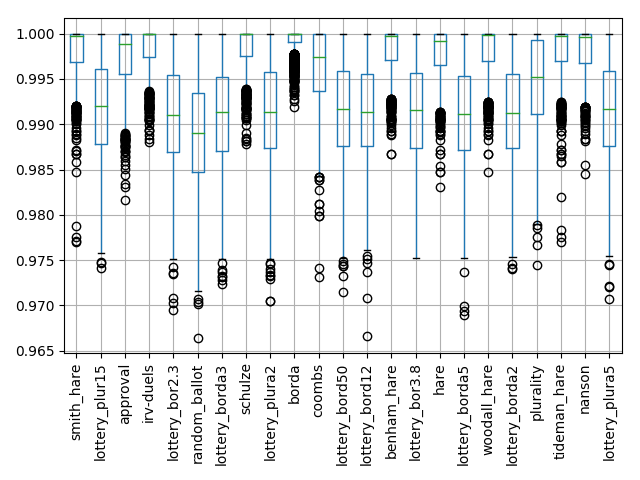 1.000
0.995
0.990
0.985
0.980
0.975
0.970
0.965
smith_hare
lottery_plur15
approval
irv-duels
lottery_bor2.3
random_ballot
lottery_borda3
schulze
lottery_plura2
borda
coombs
lottery_bord50
lottery_bord12
benham_hare
lottery_bor3.8
hare
lottery_borda5
woodall_hare
lottery_borda2
plurality
tideman_hare
nanson
lottery_plura5